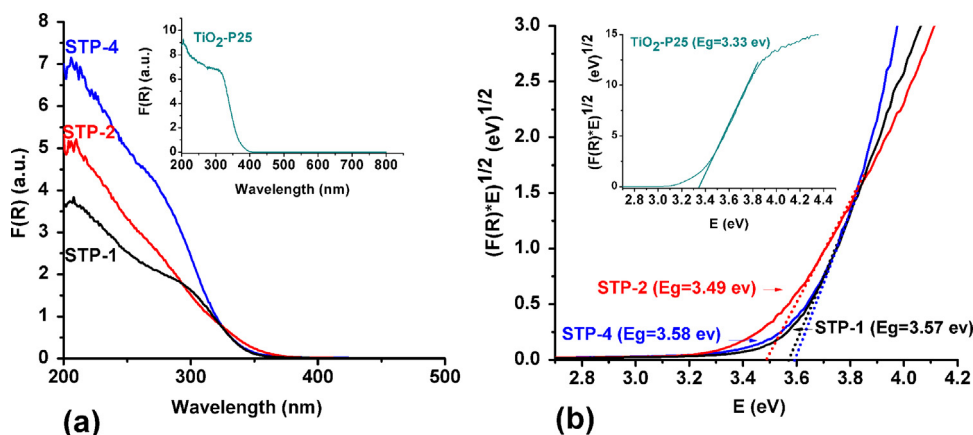 8
7
6
5
4
3
2
1
0
F(R) (a.u.)
STP-4
STP-2
STP-1
200
300
400
500
Wavelength (nm)
(a)
10
8
6
4
2
0
F(R) (a.u.)
TiO2-P25
200 300 400 500 600 700 800
Wavelength (nm)
3.0
2.5
2.0
1.5
1.0
0.5
0.0
(F(R)*E)1/2 (eV)1/2
15
10
5
0
(F(R)*E)1/2 (eV)1/2
TiO2-P25 (Eg=3.33 ev)
2.8 3.0 3.2 3.4 3.6 3.8 4.0 4.2 4.4
E (eV)
STP-2 (Eg=3.49 ev)
STP-4 (Eg=3.58 ev)
STP-1 (Eg=3.57 ev)
2.8 3.0 3.2 3.4 3.6 3.8 4.0 4.2
E (eV)
(b)